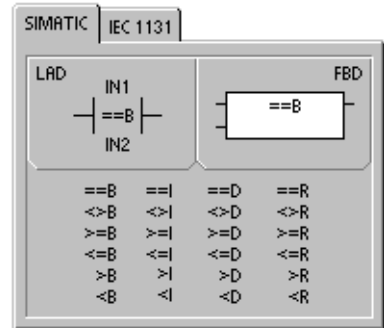 SIMATIC IEC 1131
LAD FBD
IN1
==B ==B
IN2
==B ==I ==D ==R
<>B <>I <>D <>R
>=B >=I >=D >=R
<=B <=I <=D <=R
>B >I >D >R
<B <I <D <R